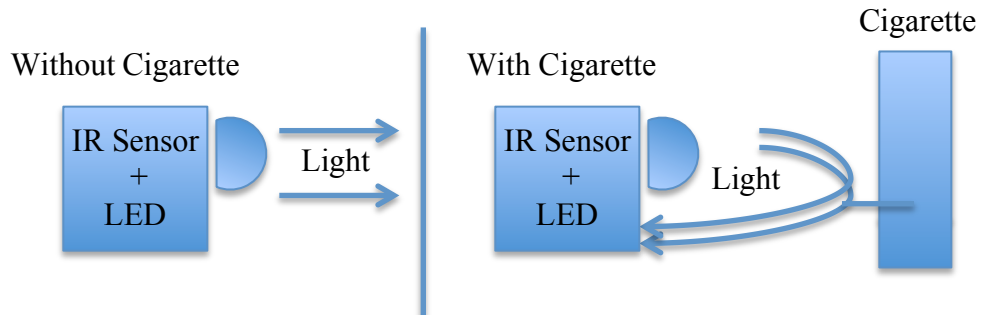 Without Cigarette
IR Sensor
+
LED
Light
With Cigarette
IR Sensor
+
LED
Light
Cigarette